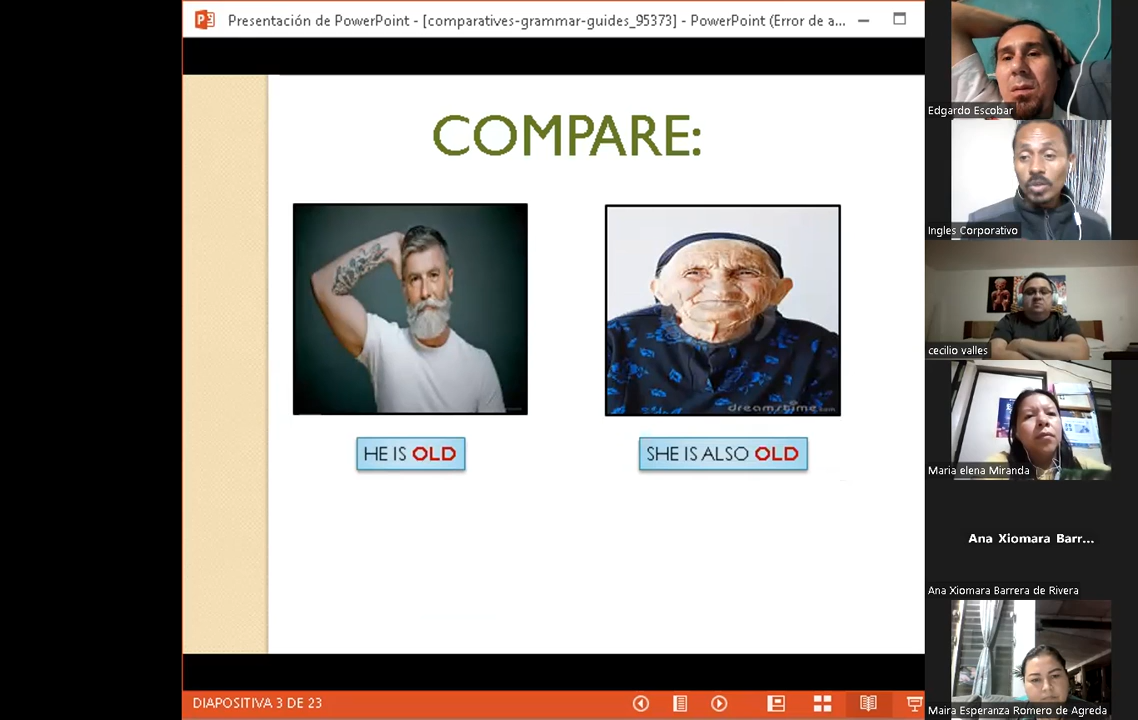 Presentación de PowerPoint - [comparatives-grammar-guides_95373] - PowerPoint (Error de a...
COMPARE:
dreamstime.com
HE IS OLD
SHE IS ALSO OLD
DIAPOSITIVA 3 DE 23
Edgardo Escobar
Ingles Corporativo
cecilio valles
Maria elena Miranda
Ana Xiomara Barr...
Ana Xiomara Barrera de Rivera
Maira Esperanza Romero de Agreda